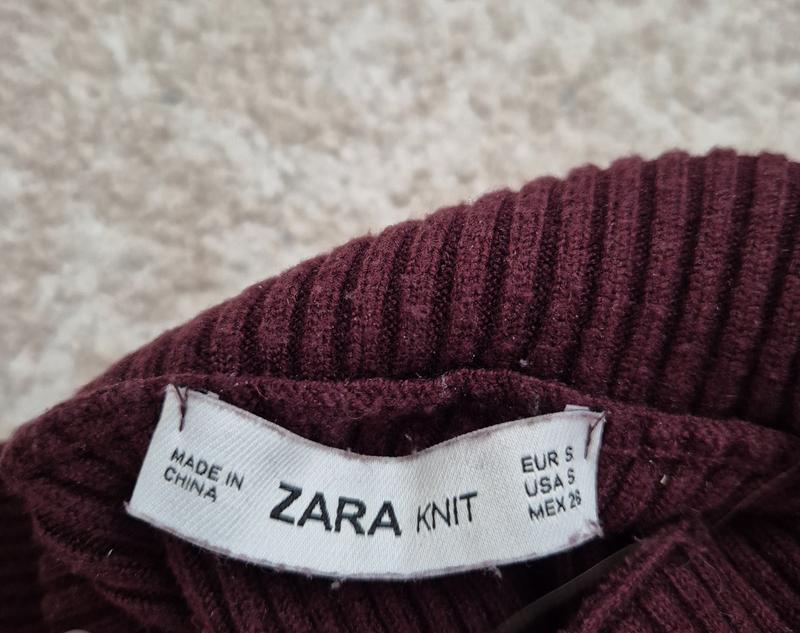 MADE IN
CHINA
ZARA KNIT
EUR S
USA S
MEX 26